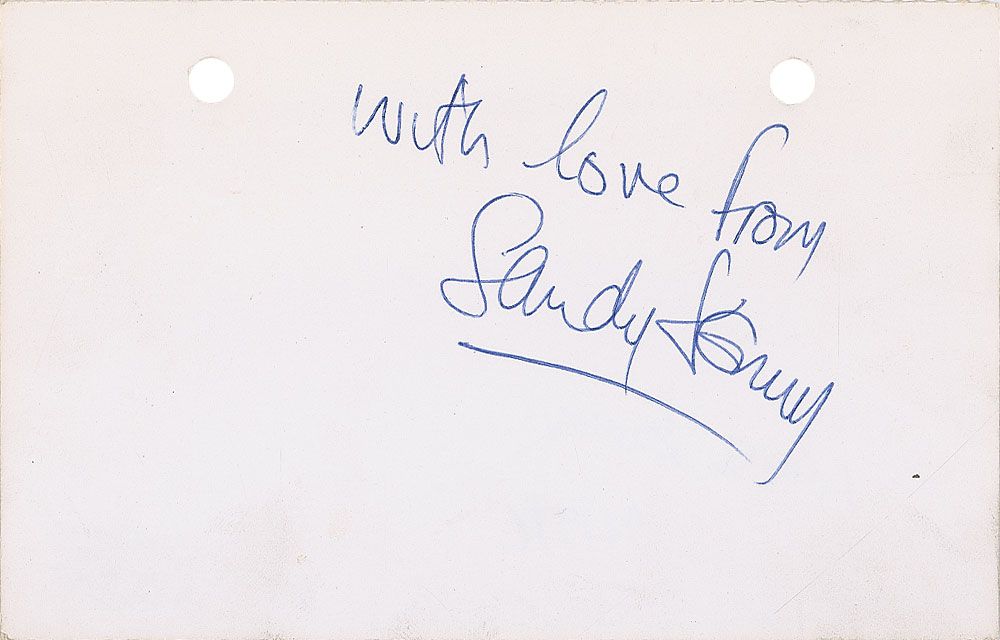 with love from
Sandy Denny